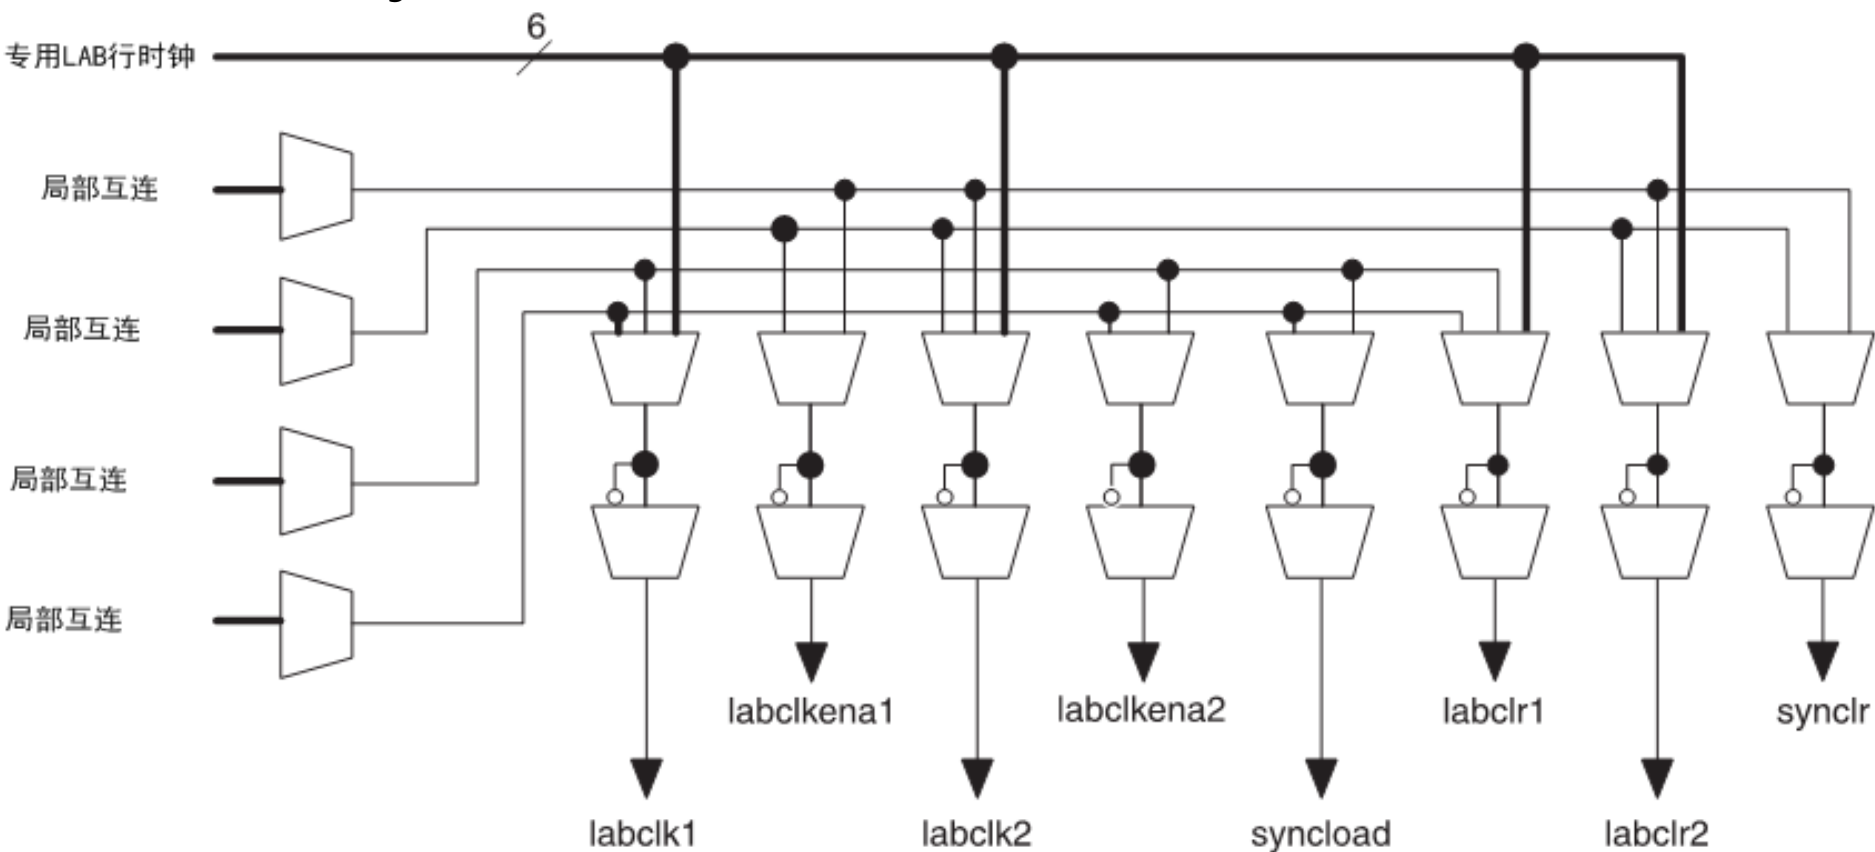 6
专用LAB行时钟
局部互连
局部互连
局部互连
局部互连
labclkena1
labclkena2
labclr1
synclr
labclk1
labclk2
syncload
labclr2